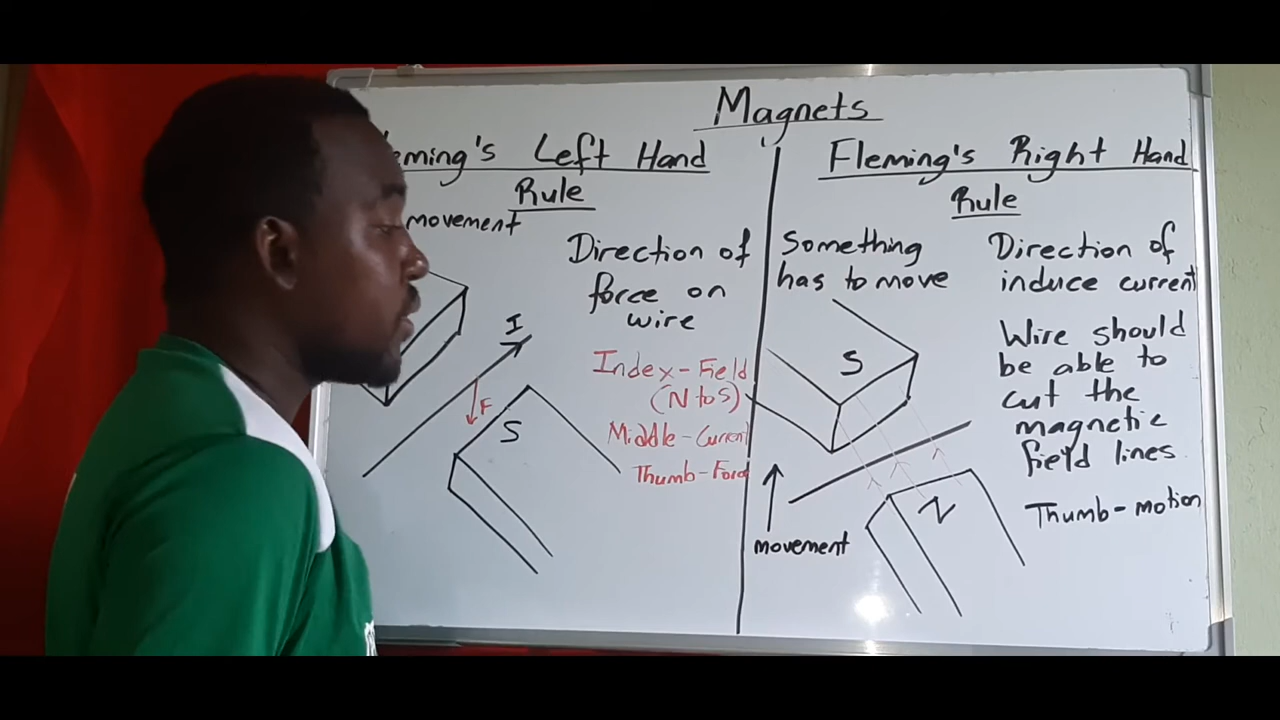 Magnets
eming's Left Hand
Rule
movement
Direction of
force on
wire
I
F
S
Index-Field
(N to S)
Middle-Current
Thumb-Force
Fleming's Right Hand
Rule
Something
has to move
Direction of
induce current
Wire should
be able to
cut the
magnetic
field lines
Thumb-motion
S
N
movement